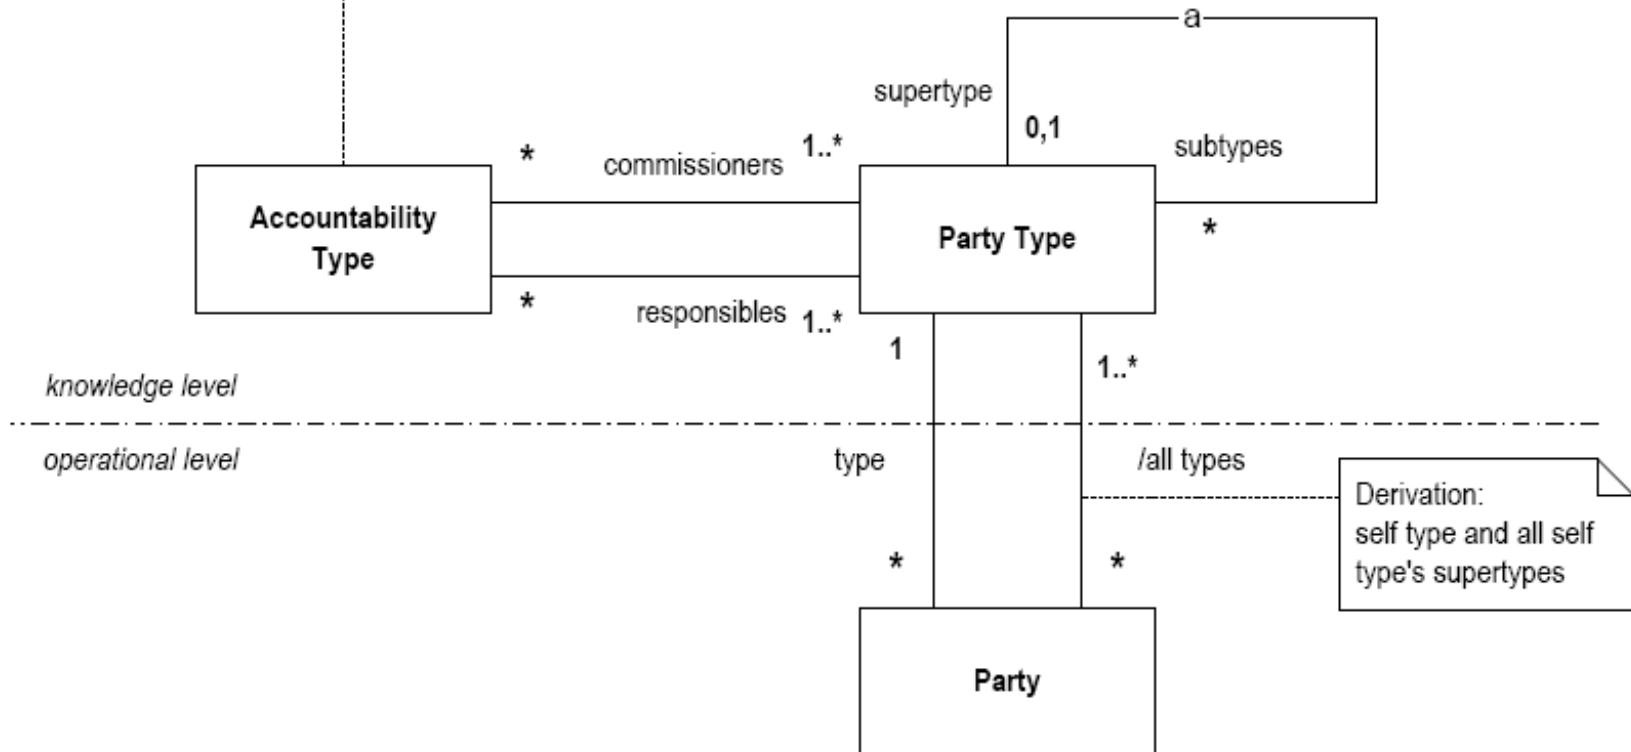 a
supertype
0,1
subtypes
*
* commissioners 1..*
Accountability
Type
Party Type
* responsibles 1..*
1
1..*
knowledge level
operational level
type
/all types
Derivation:
self type and all self
type's supertypes
*
*
Party